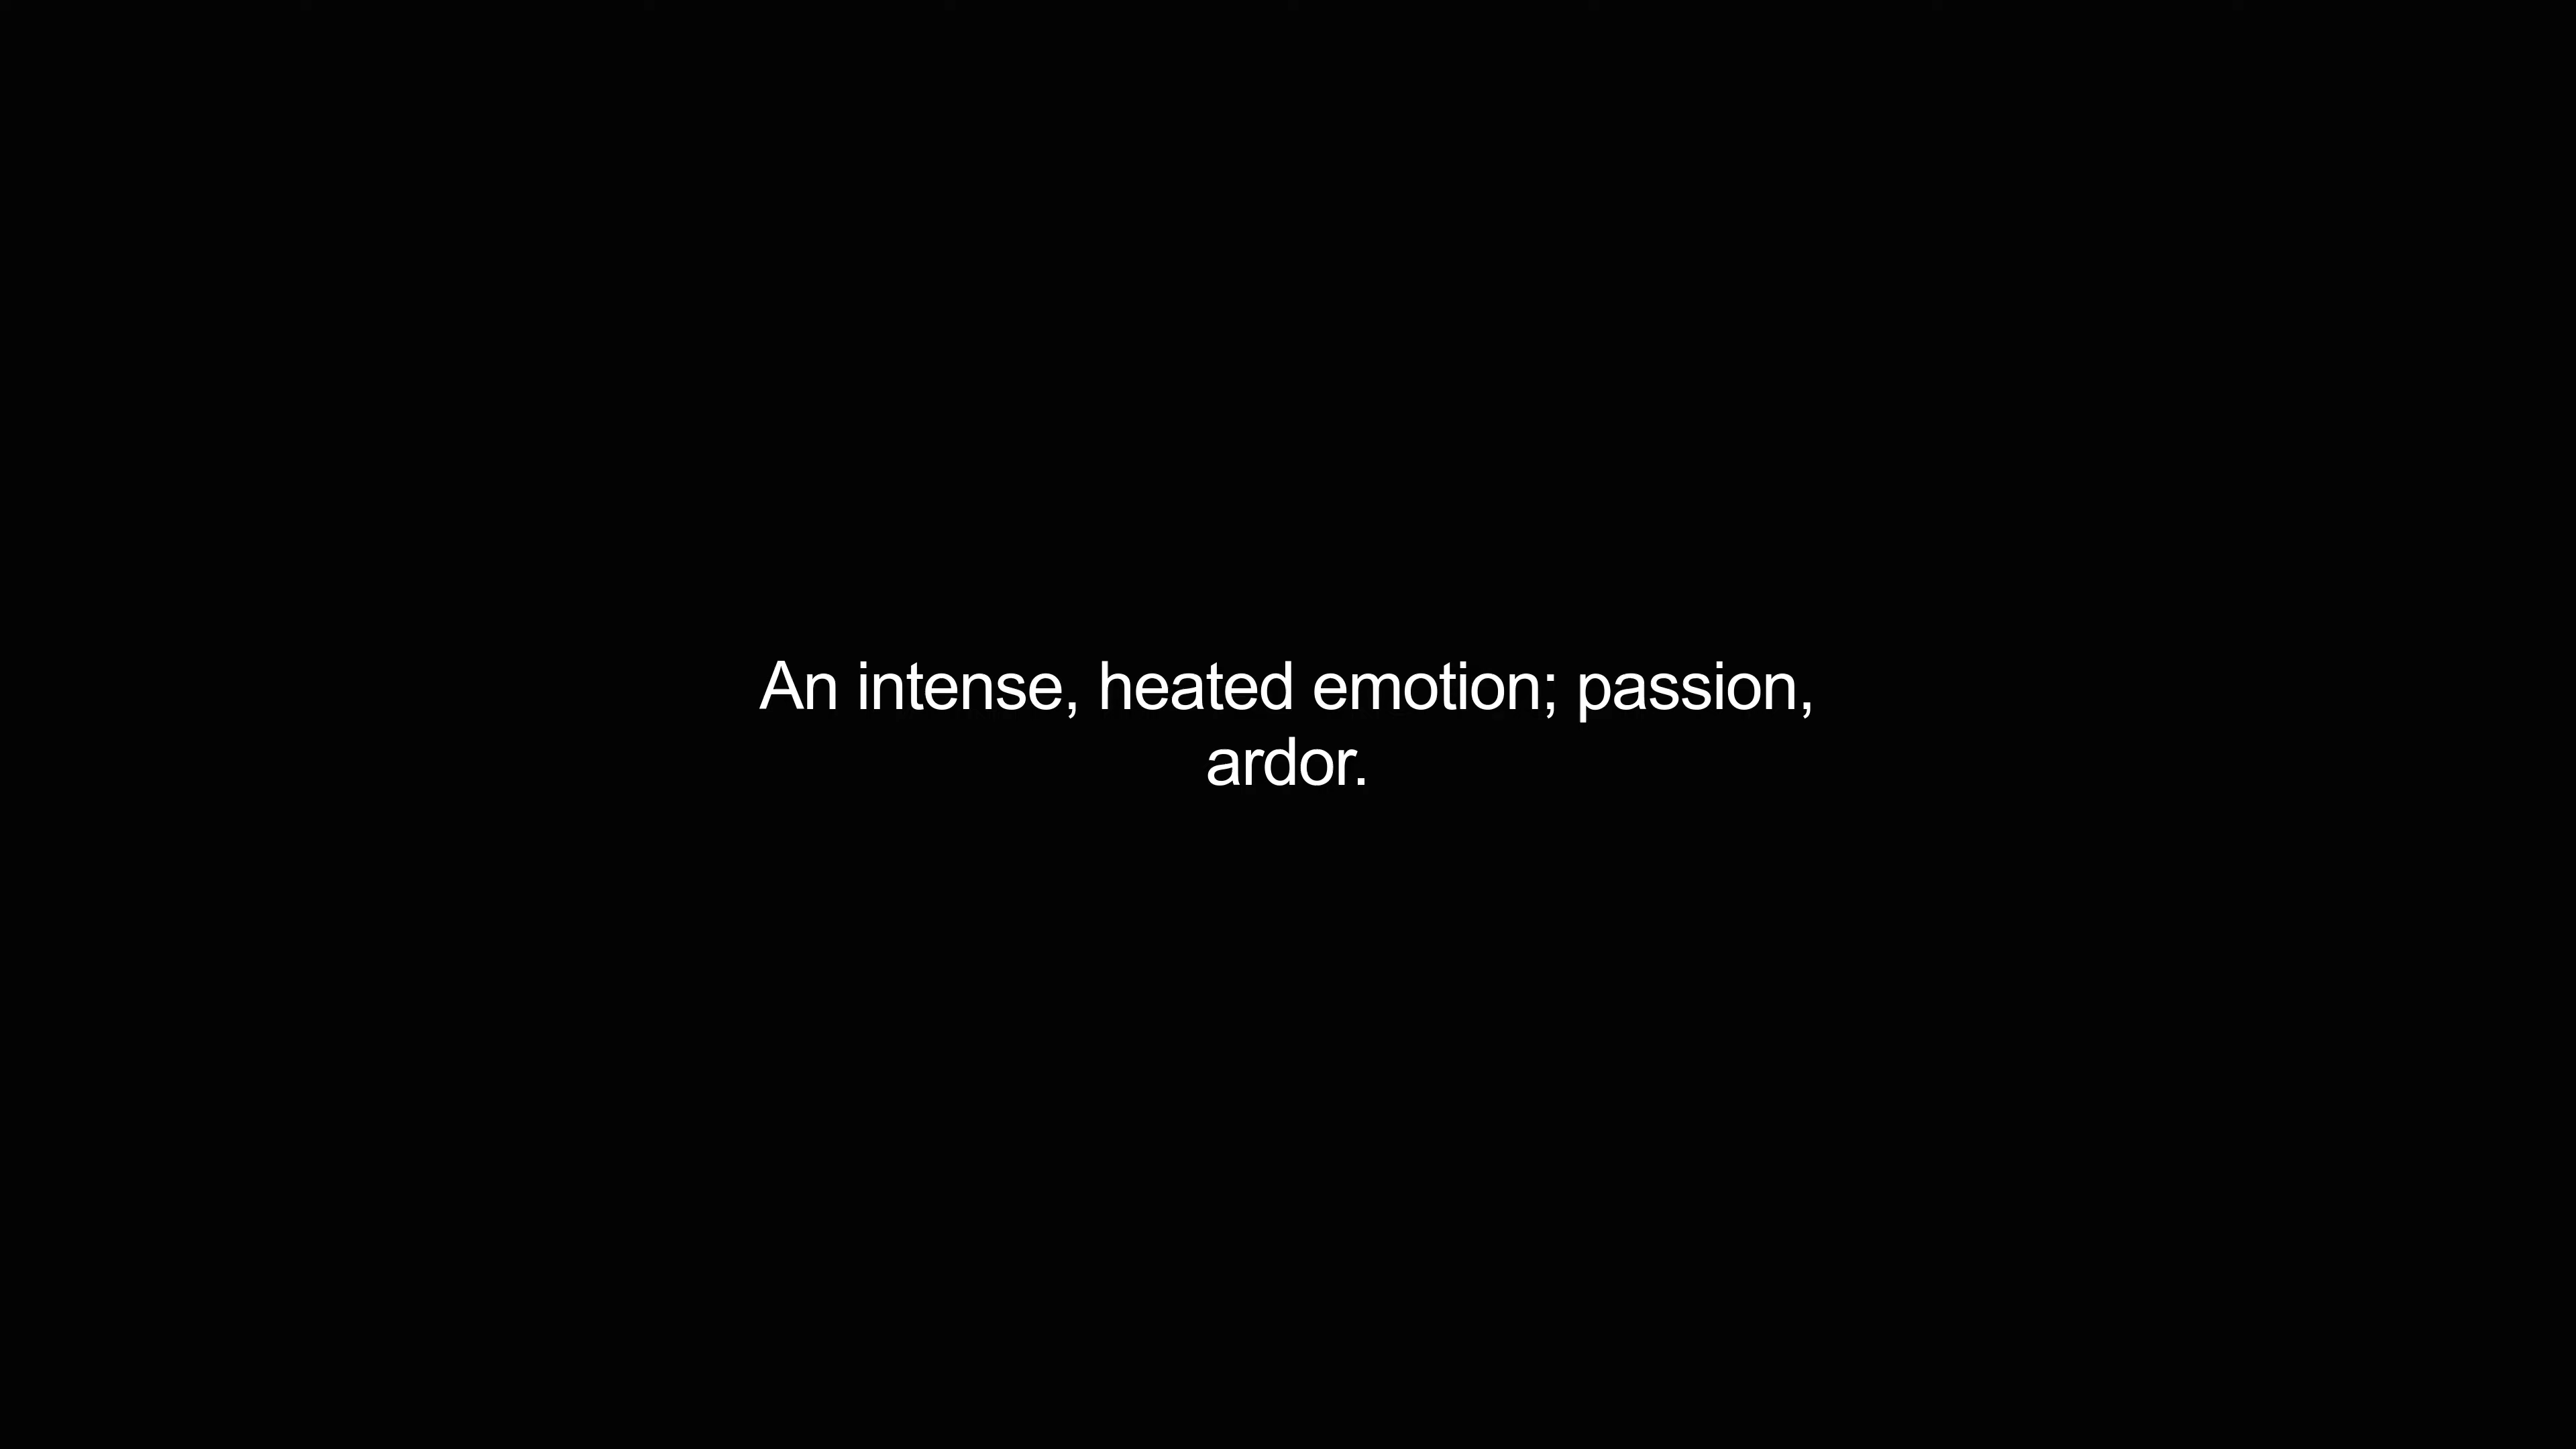 An intense, heated emotion; passion,
ardor.